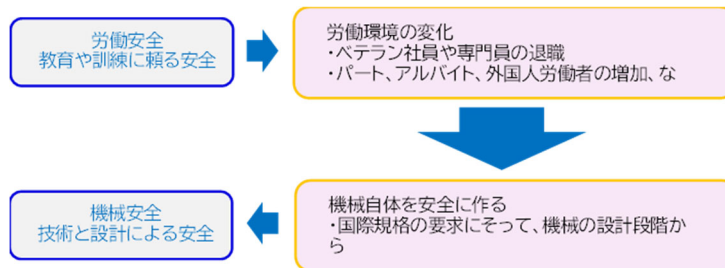 労働安全
教育や訓練に頼る安全
労働環境の変化
・ベテラン社員や専門員の退職
・パート、アルバイト、外国人労働者の増加、な
機械安全
技術と設計による安全
機械自体を安全に作る
・国際規格の要求にそって、機械の設計段階か
ら